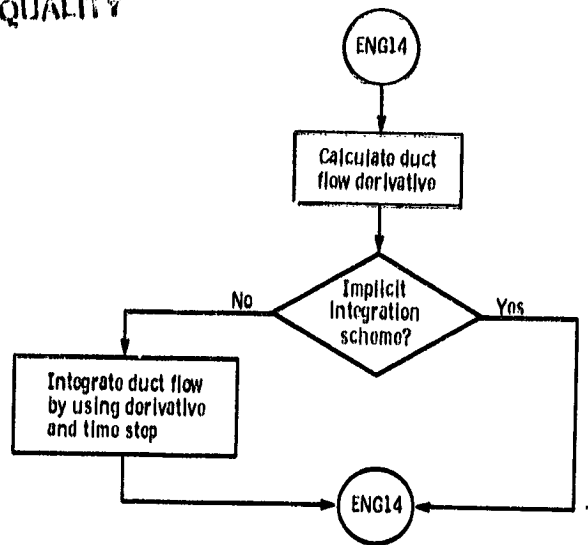 QUALITY
ENG14
Calculato duct
flow dorivativo
Implicit
Integration
schomo?
No
Yos
Intograto duct flow
by using dorivativo
and timo stop
ENG14